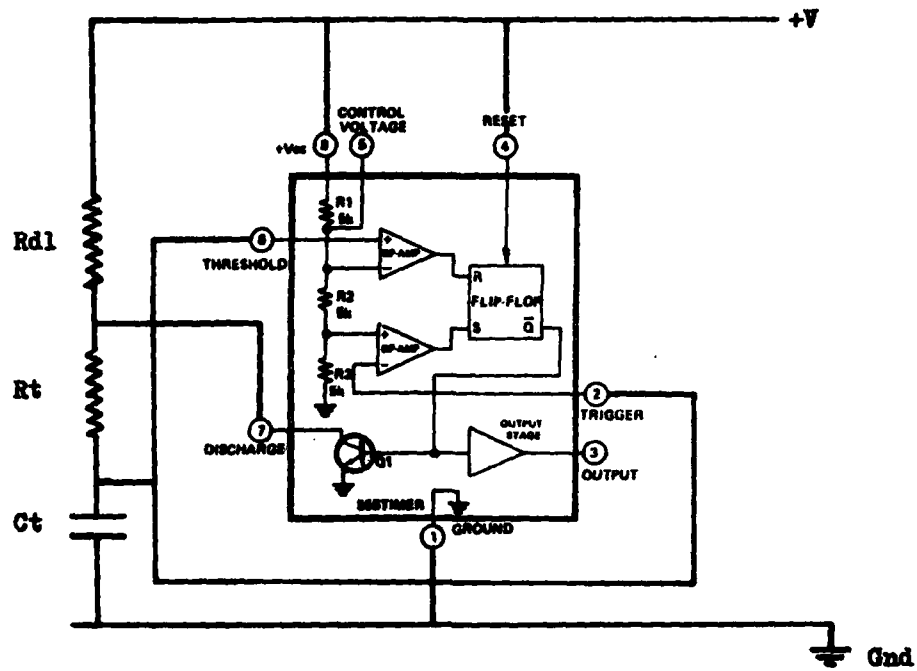 +V
CONTROL
VOLTAGE
RESET
+Vcc
8
5
4
R1
5k
Rd1
6
THRESHOLD
+
−
OP-AMP
R
FLIP-FLOP
R2
5k
S
Q̅
+
−
OP-AMP
R3
5k
Rt
2
TRIGGER
7
DISCHARGE
OUTPUT
STAGE
Q1
3
OUTPUT
555TIMER
GROUND
Ct
1
Gnd